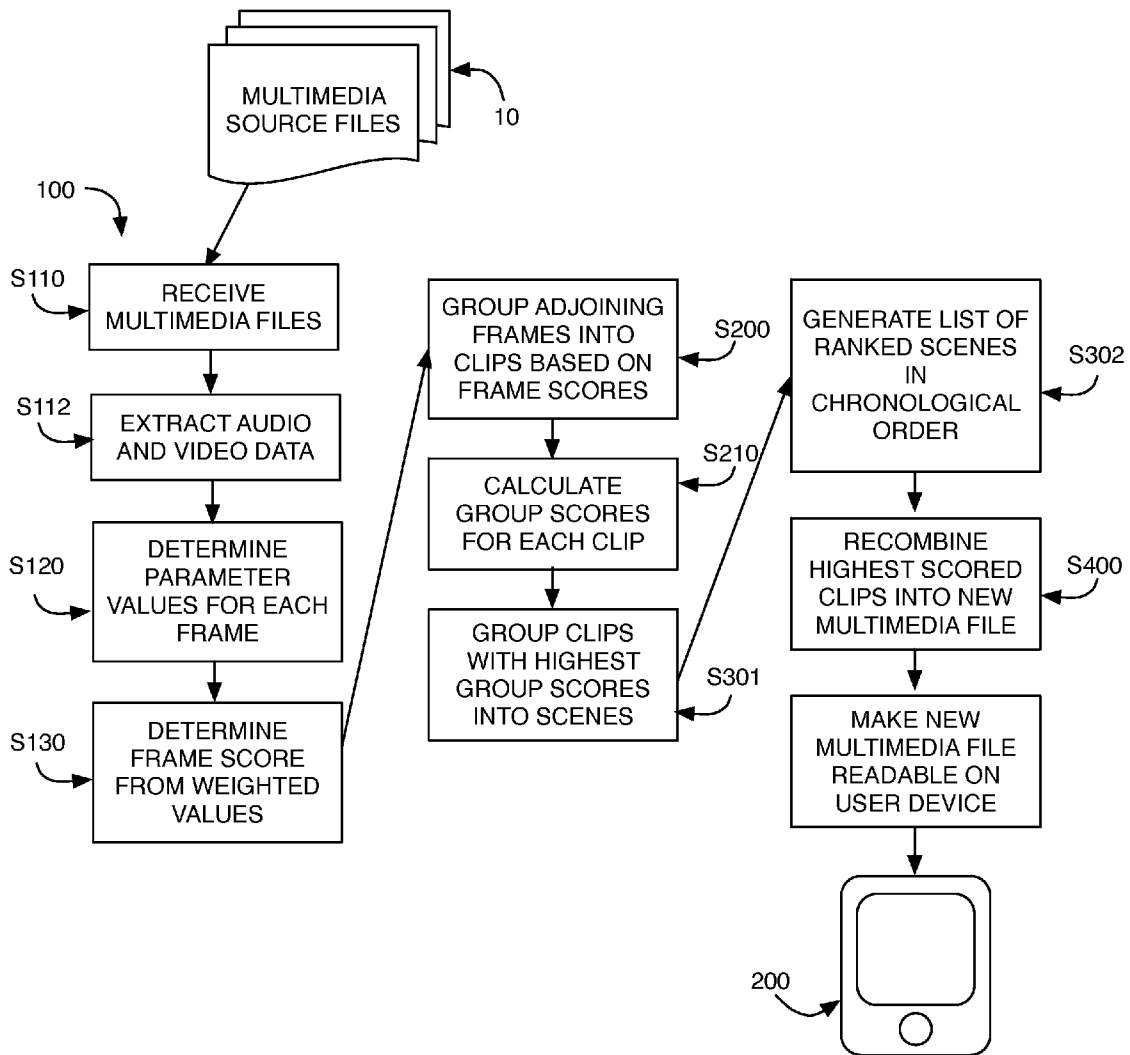 MULTIMEDIA
SOURCE FILES
10
100
S110
RECEIVE
MULTIMEDIA FILES
S112
EXTRACT AUDIO
AND VIDEO DATA
S120
DETERMINE
PARAMETER
VALUES FOR EACH
FRAME
S130
DETERMINE
FRAME SCORE
FROM WEIGHTED
VALUES
GROUP ADJOINING
FRAMES INTO
CLIPS BASED ON
FRAME SCORES
S200
CALCULATE
GROUP SCORES
FOR EACH CLIP
S210
GROUP CLIPS
WITH HIGHEST
GROUP SCORES
INTO SCENES
S301
GENERATE LIST OF
RANKED SCENES
IN
CHRONOLOGICAL
ORDER
S302
RECOMBINE
HIGHEST SCORED
CLIPS INTO NEW
MULTIMEDIA FILE
S400
MAKE NEW
MULTIMEDIA FILE
READABLE ON
USER DEVICE
200